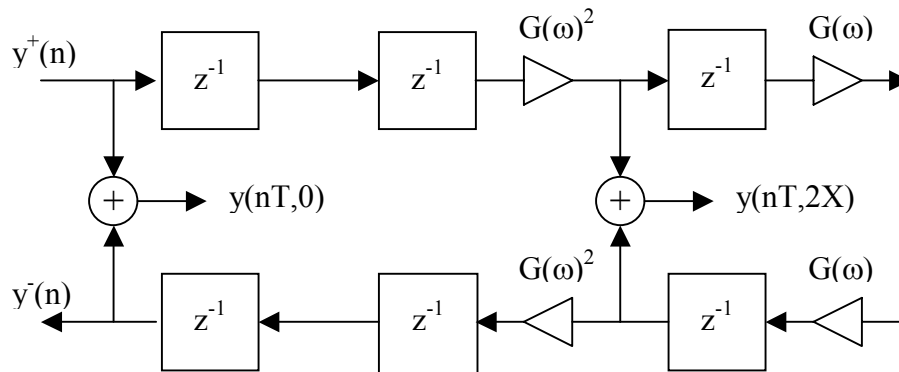 G(ω)² G(ω)
y⁺(n) z⁻¹ z⁻¹ z⁻¹
+ y(nT,0) + y(nT,2X)
G(ω)² G(ω)
y⁻(n) z⁻¹ z⁻¹ z⁻¹